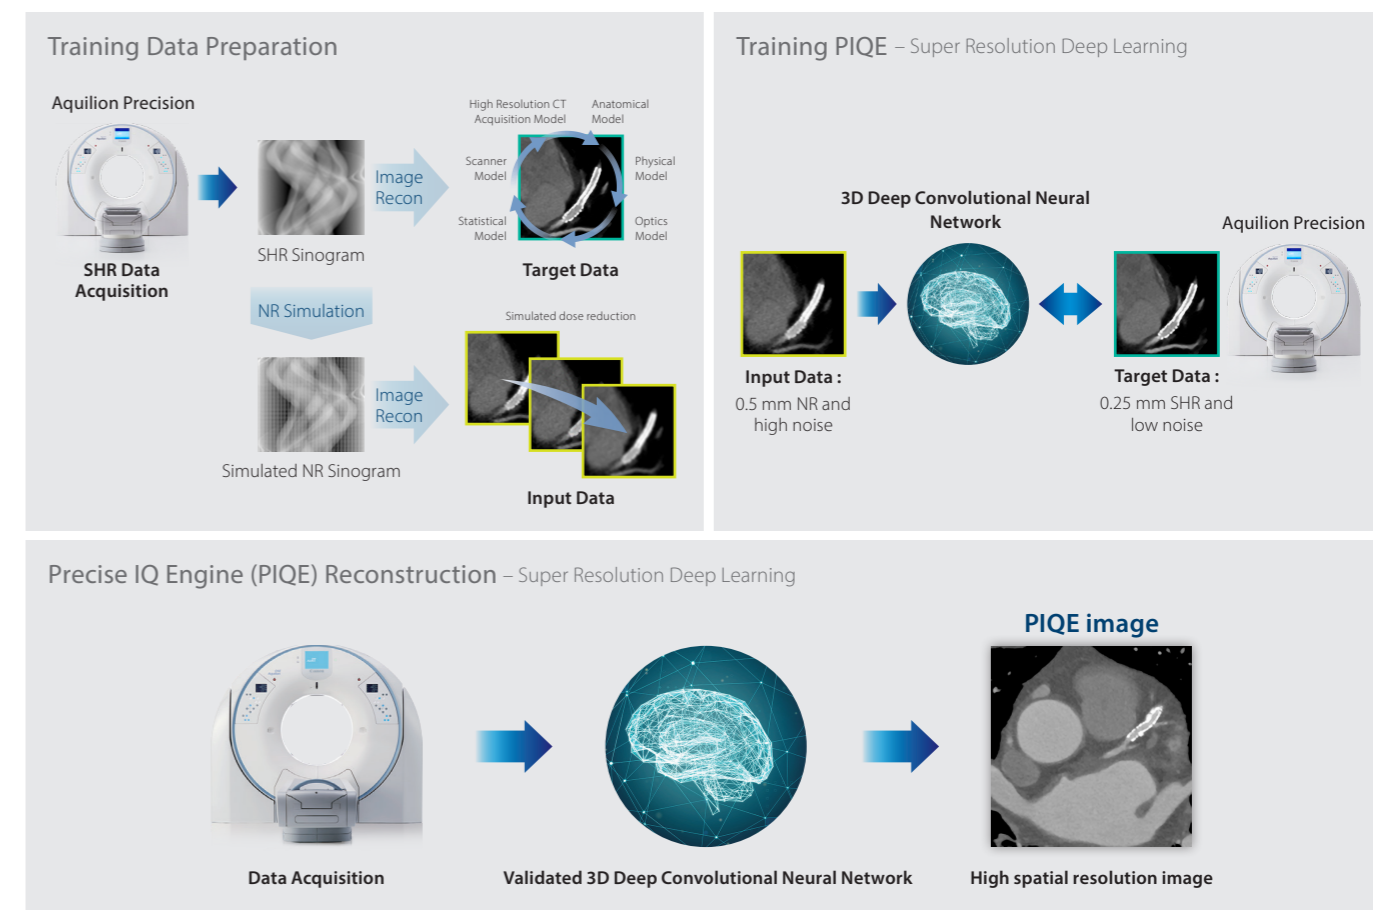 Training Data Preparation
Aquilion Precision
SHR Data
Acquisition
SHR Sinogram
Image
Recon
High Resolution CT
Acquisition Model
Anatomical
Model
Scanner
Model
Physical
Model
Statistical
Model
Optics
Model
Target Data
NR Simulation
Simulated NR Sinogram
Image
Recon
Simulated dose reduction
Input Data
Training PIQE – Super Resolution Deep Learning
3D Deep Convolutional Neural
Network
Aquilion Precision
Input Data :
0.5 mm NR and
high noise
Target Data :
0.25 mm SHR and
low noise
Precise IQ Engine (PIQE) Reconstruction – Super Resolution Deep Learning
PIQE image
Data Acquisition
Validated 3D Deep Convolutional Neural Network
High spatial resolution image